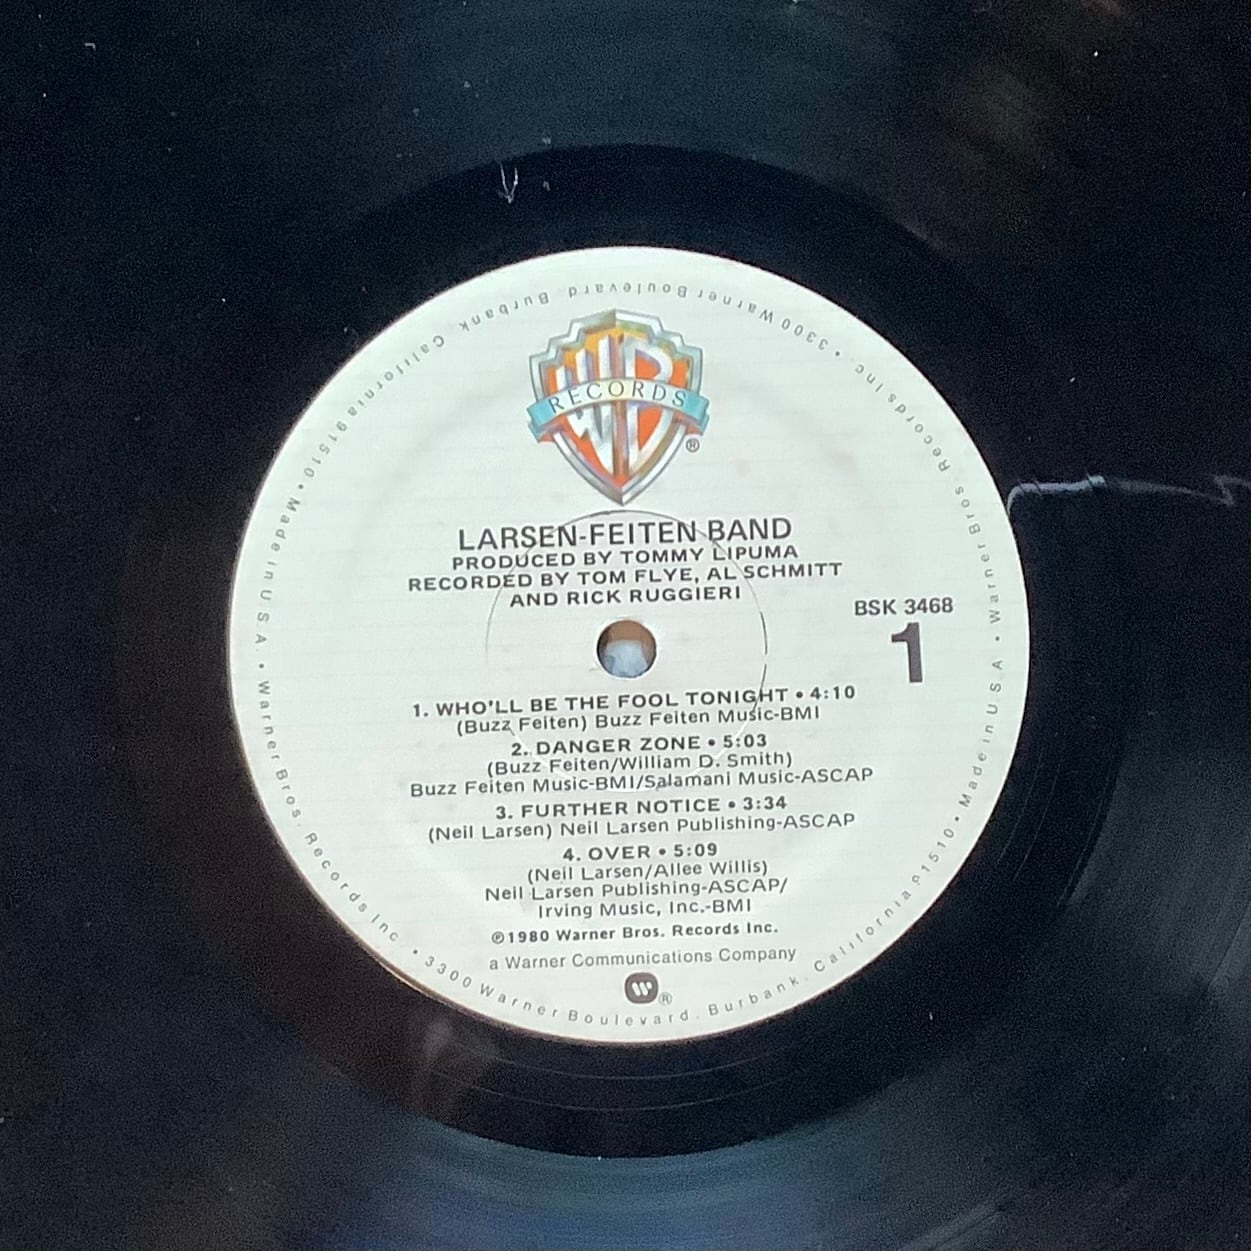 WB
RECORDS
®
LARSEN-FEITEN BAND
PRODUCED BY TOMMY LIPUMA
RECORDED BY TOM FLYE, AL SCHMITT
AND RICK RUGGIERI
BSK 3468
1
1. WHO'LL BE THE FOOL TONIGHT • 4:10
(Buzz Feiten) Buzz Feiten Music-BMI
2. DANGER ZONE • 5:03
(Buzz Feiten/William D. Smith)
Buzz Feiten Music-BMI/Salamani Music-ASCAP
3. FURTHER NOTICE • 3:34
(Neil Larsen) Neil Larsen Publishing-ASCAP
4. OVER • 5:09
(Neil Larsen/Allee Willis)
Neil Larsen Publishing-ASCAP/
Irving Music, Inc.-BMI
℗1980 Warner Bros. Records Inc.
a Warner Communications Company
W®
Warner Bros. Records Inc. • 3300 Warner Boulevard. Burbank. California 91510 • Made in U.S.A. • Warner Bros. Records Inc. • 3300 Warner Boulevard. Burbank. California 91510 • Made in U.S.A. •